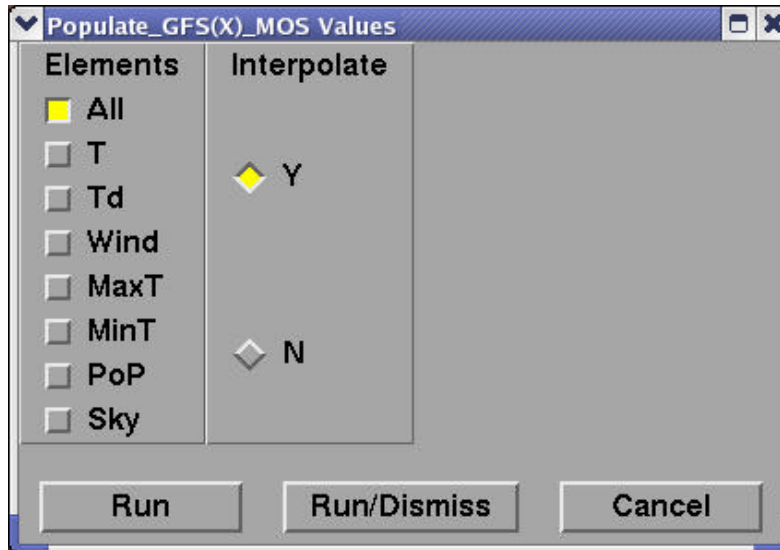 Populate_GFS(X)_MOS Values
Elements
All
T
Td
Wind
MaxT
MinT
PoP
Sky
Interpolate
Y
N
Run
Run/Dismiss
Cancel